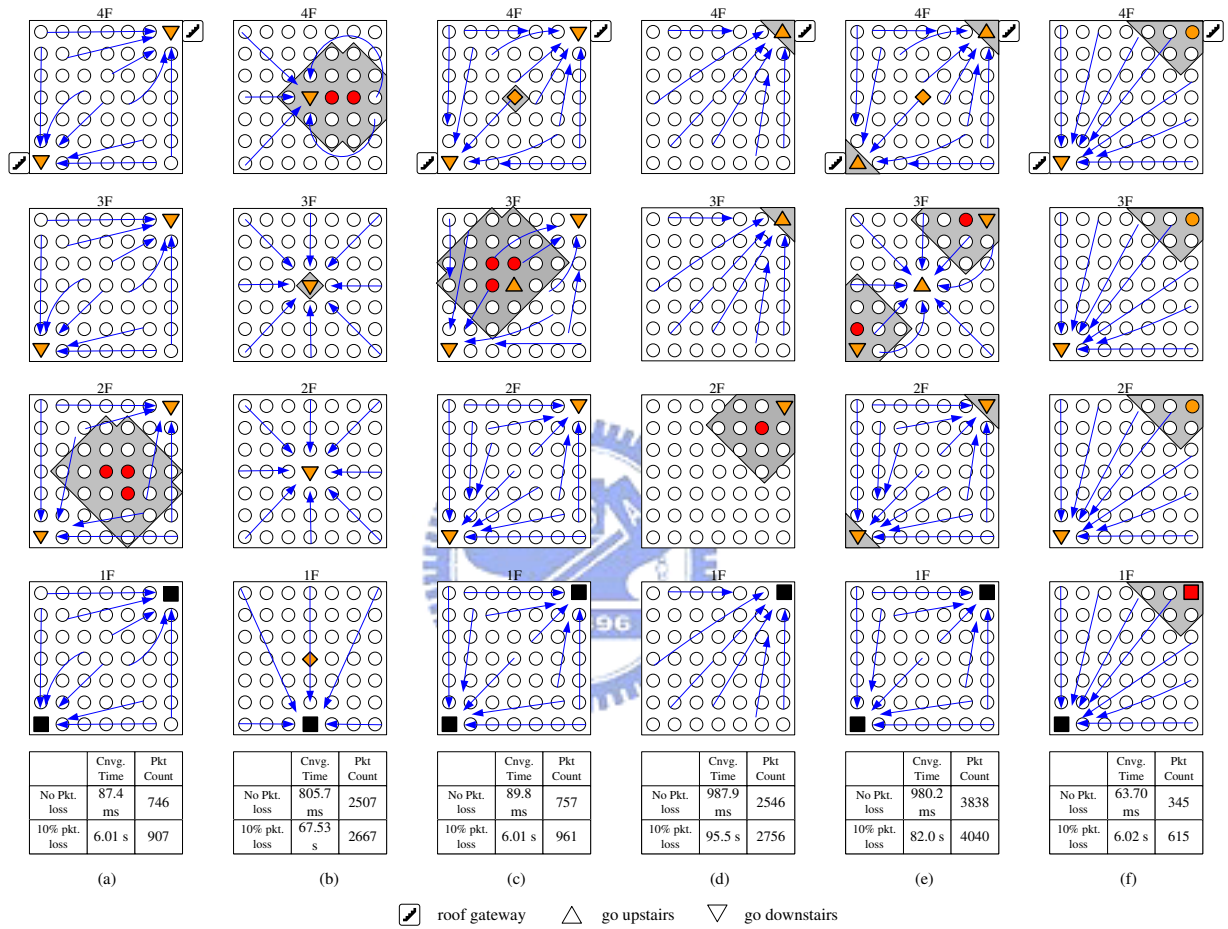 4F 4F 4F 4F 4F 4F
3F 3F 3F 3F 3F 3F
2F 2F 2F 2F 2F 2F
1F 1F 1F 1F 1F 1F
96
Cnvg. Time Pkt Count
No Pkt. loss 87.4 ms 746
10% pkt. loss 6.01 s 907
(a)
Cnvg. Time Pkt Count
No Pkt. loss 805.7 ms 2507
10% pkt. loss 67.53 s 2667
(b)
Cnvg. Time Pkt Count
No Pkt. loss 89.8 ms 757
10% pkt. loss 6.01 s 961
(c)
Cnvg. Time Pkt Count
No Pkt. loss 987.9 ms 2546
10% pkt. loss 95.5 s 2756
(d)
Cnvg. Time Pkt Count
No Pkt. loss 980.2 ms 3838
10% pkt. loss 82.0 s 4040
(e)
Cnvg. Time Pkt Count
No Pkt. loss 63.70 ms 345
10% pkt. loss 6.02 s 615
(f)
roof gateway go upstairs go downstairs